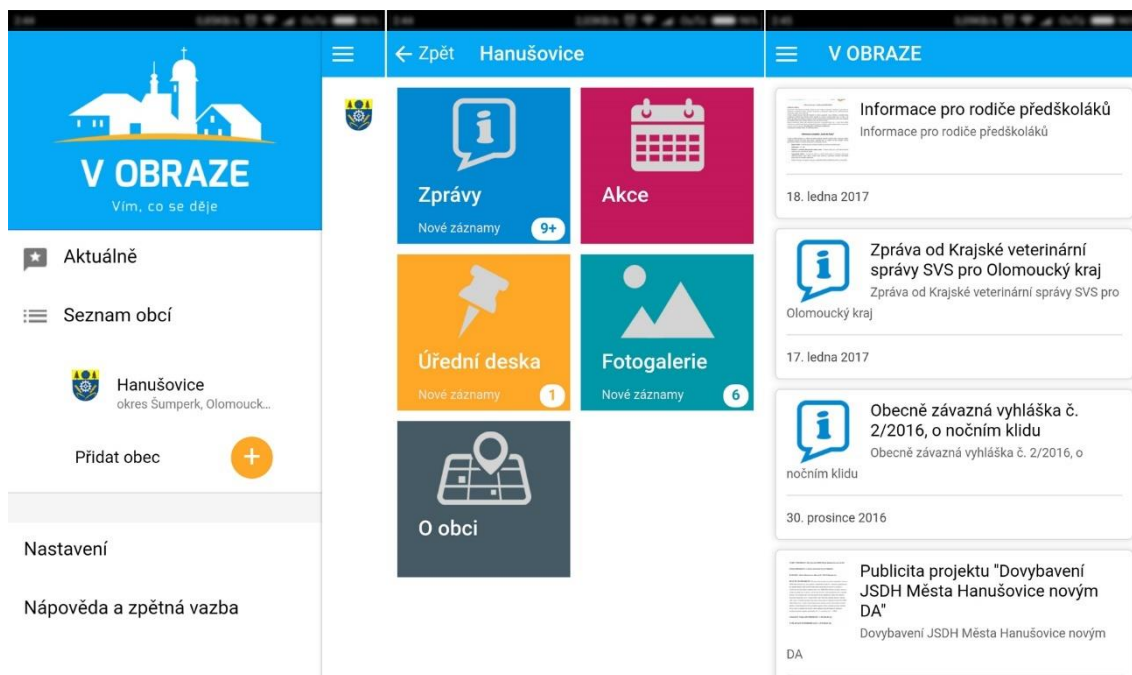 V OBRAZE
Vím, co se děje
Aktuálně
Seznam obcí
Hanušovice
okres Šumperk, Olomouck...
Přidat obec
Nastavení
Nápověda a zpětná vazba
Zpět Hanušovice
Zprávy
Nové záznamy 9+
Akce
Úřední deska
Nové záznamy 1
Fotogalerie
Nové záznamy 6
O obci
V OBRAZE
Informace pro rodiče předškoláků
Informace pro rodiče předškoláků
18. ledna 2017
Zpráva od Krajské veterinární
správy SVS pro Olomoucký kraj
Zpráva od Krajské veterinární správy SVS pro
Olomoucký kraj
17. ledna 2017
Obecně závazná vyhláška č.
2/2016, o nočním klidu
Obecně závazná vyhláška č. 2/2016, o
nočním klidu
30. prosince 2016
Publicita projektu "Dovybavení
JSDH Města Hanušovice novým
DA"
Dovybavení JSDH Města Hanušovice novým
DA